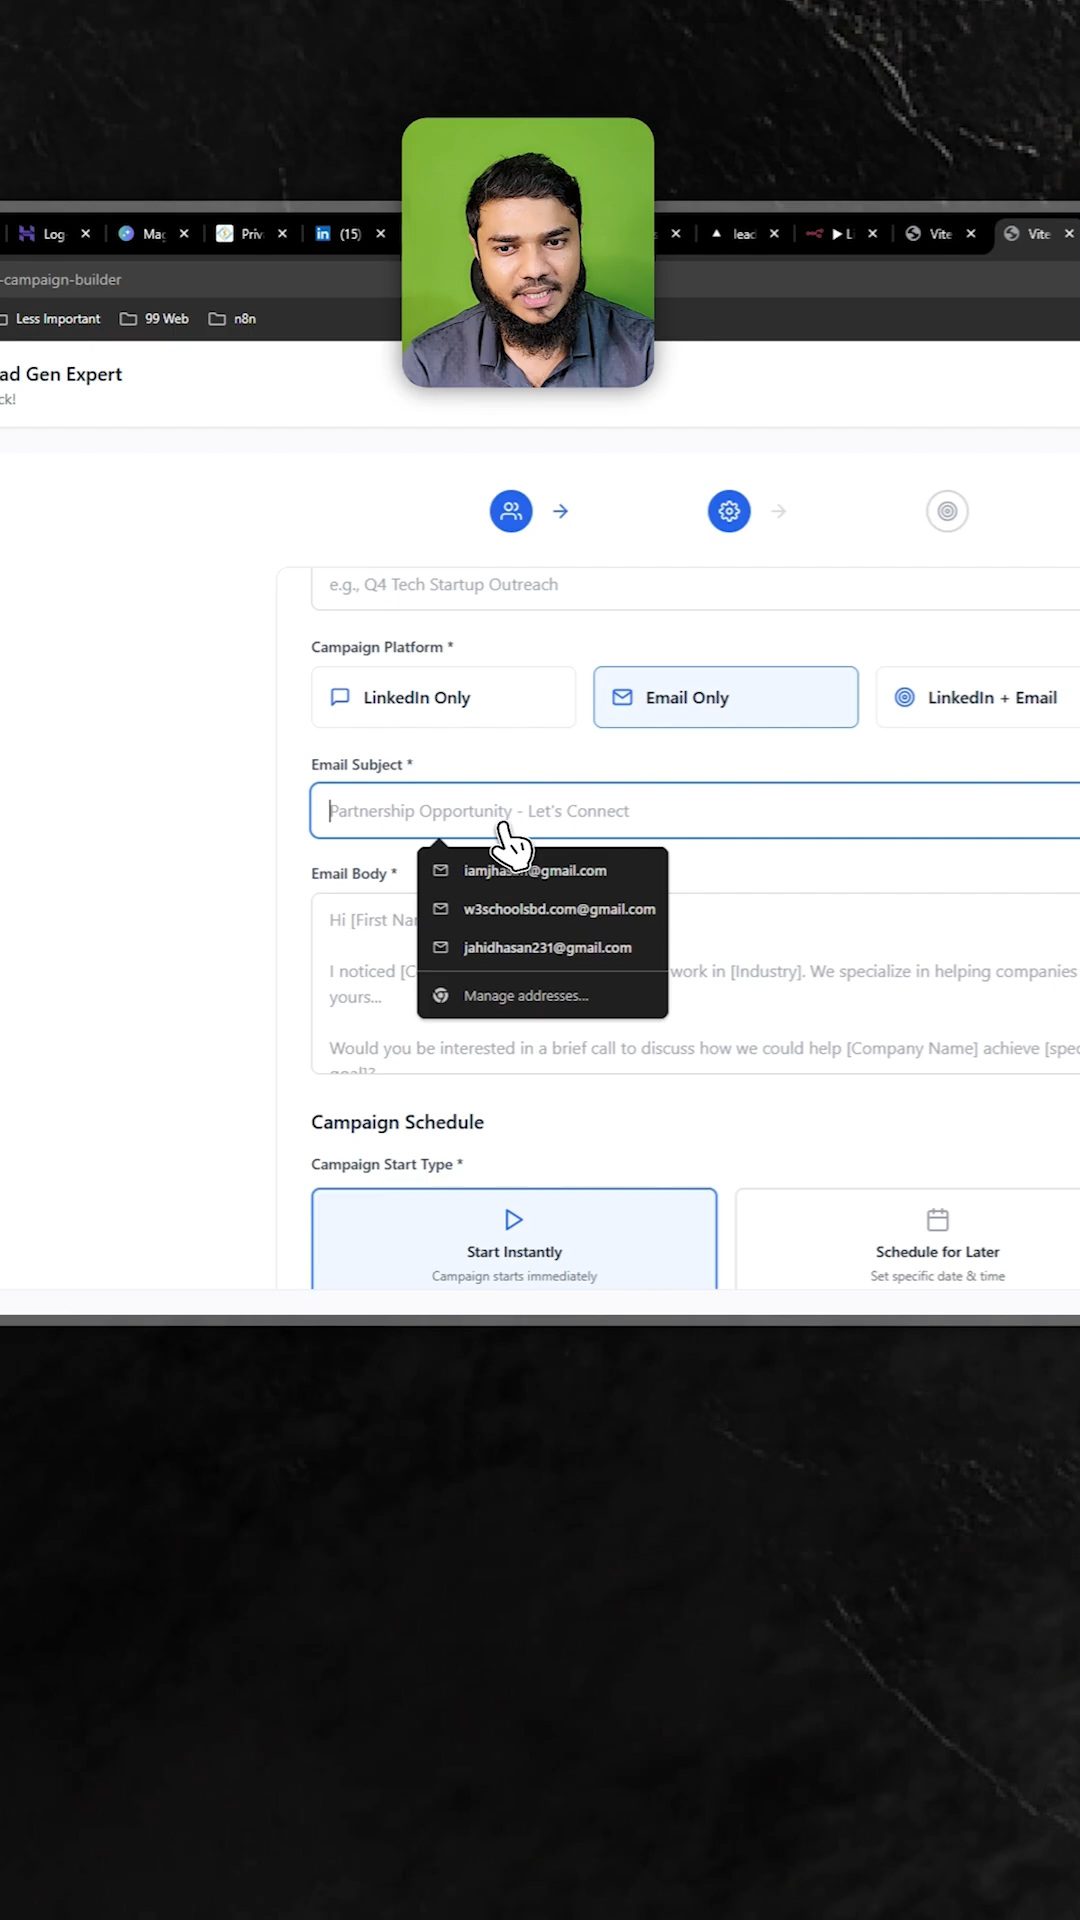 Log
Priv
(15)
lead
Vite
Vite
-campaign-builder
Less Important
99 Web
n8n
ad Gen Expert
ck!
e.g., Q4 Tech Startup Outreach
Campaign Platform *
LinkedIn Only
Email Only
LinkedIn + Email
Email Subject *
Partnership Opportunity - Let's Connect
@gmail.com
w3schoolsbd.com@gmail.com
jahidhasan231@gmail.com
Manage addresses...
Email Body *
Hi [First Na
I noticed [C
work in [Industry]. We specialize in helping companies
yours...
Would you be interested in a brief call to discuss how we could help [Company Name] achieve [spec
goal]?
Campaign Schedule
Campaign Start Type *
Start Instantly
Campaign starts immediately
Schedule for Later
Set specific date & time